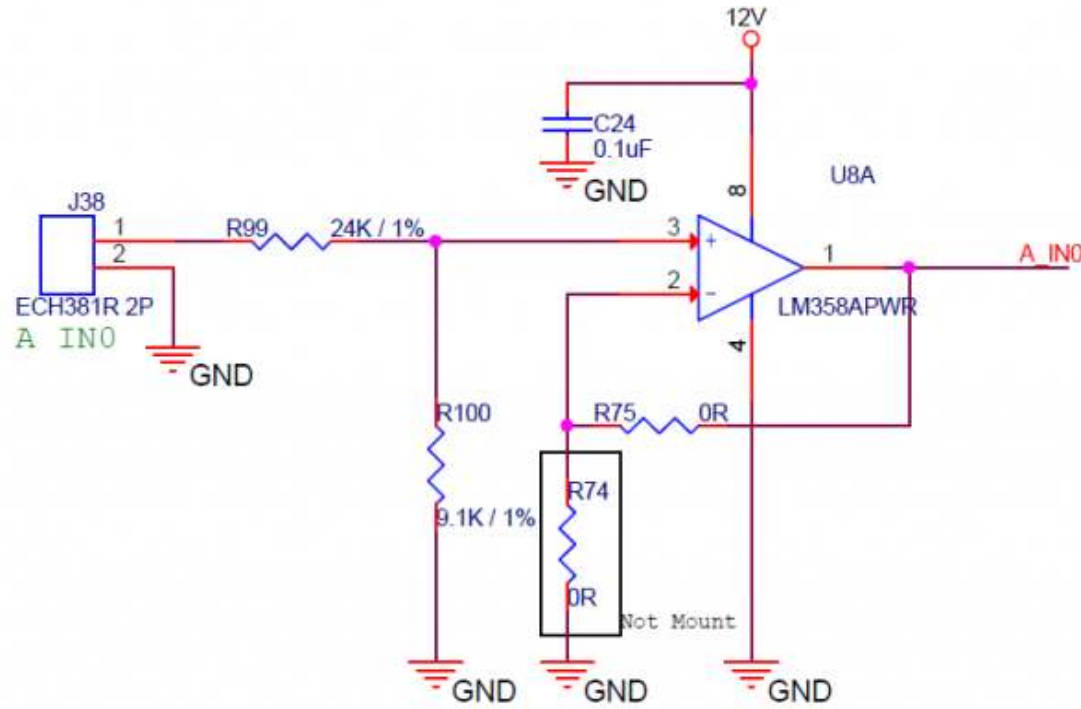 12V
C24
0.1uF
GND
U8A
8
J38
1
2
R99
24K / 1%
3
+
2
-
1
A_IN0
ECH381R 2P
A IN0
GND
LM358APWR
4
R100
9.1K / 1%
R75
0R
R74
0R
Not Mount
GND
GND
GND